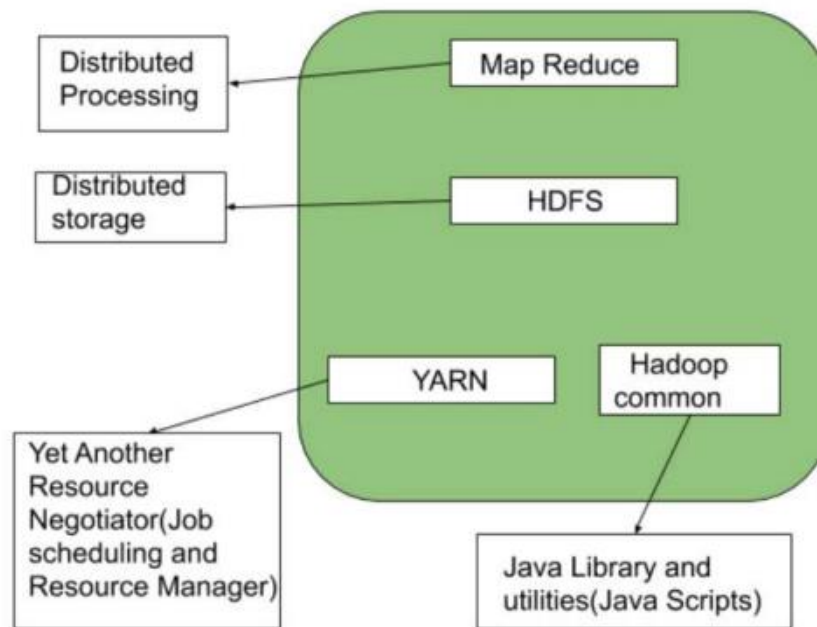 Distributed
Processing
Map Reduce
Distributed
storage
HDFS
YARN
Hadoop
common
Yet Another
Resource
Negotiator(Job
scheduling and
Resource Manager)
Java Library and
utilities(Java Scripts)